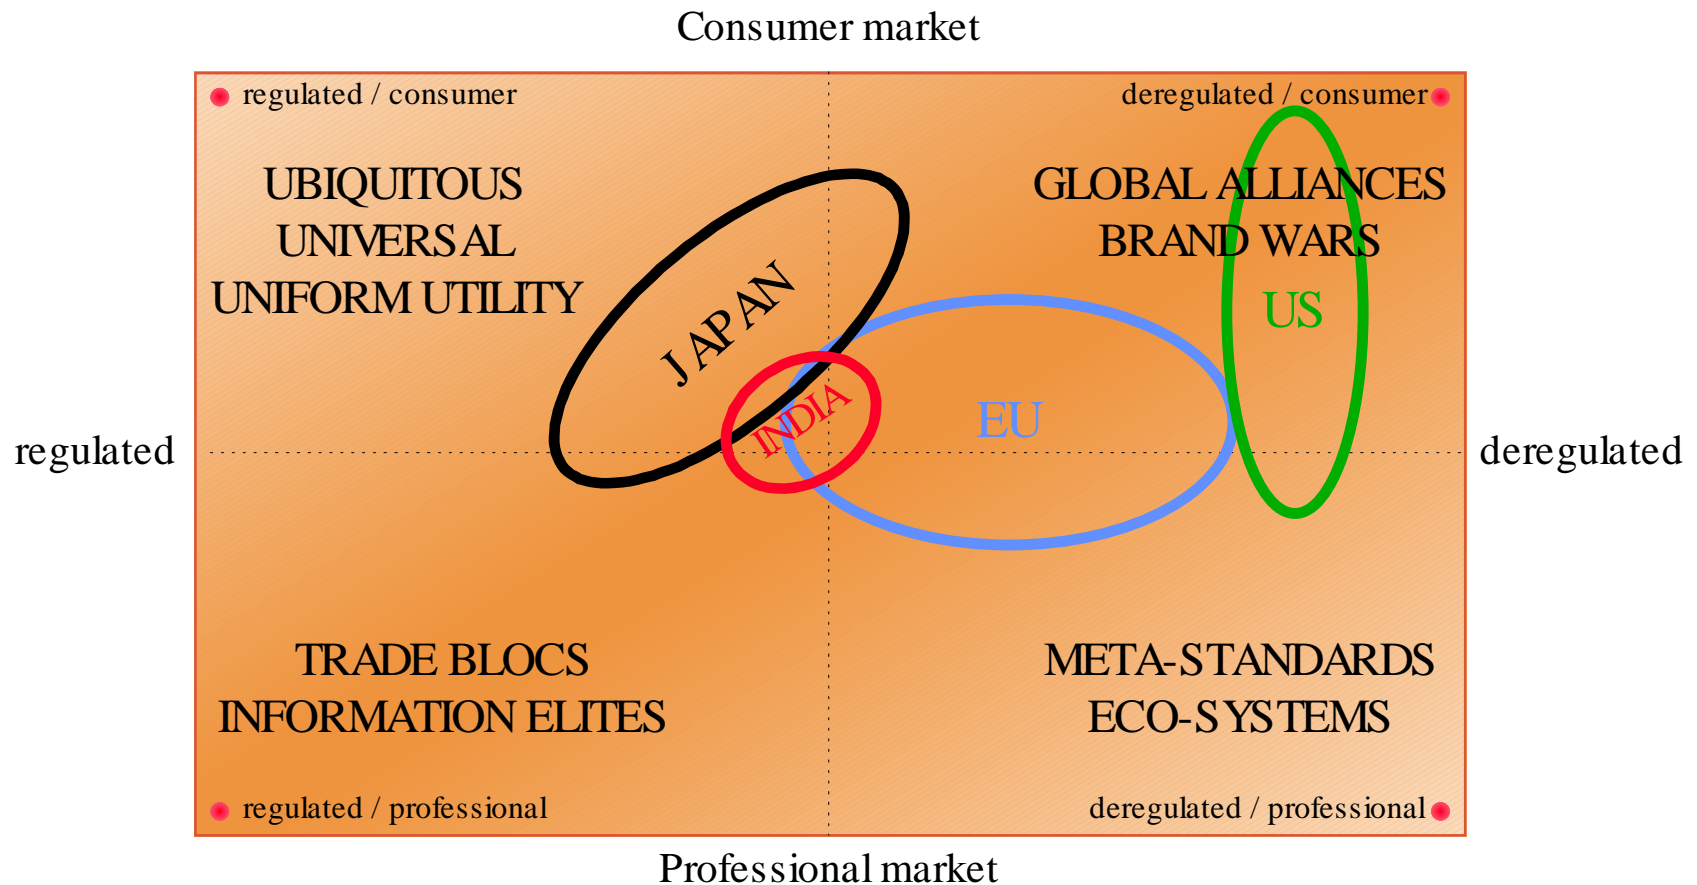 Consumer market
regulated / consumer
deregulated / consumer
UBIQUITOUS
UNIVERSAL
UNIFORM UTILITY
GLOBAL ALLIANCES
BRAND WARS
US
JAPAN
INDIA
EU
regulated
deregulated
TRADE BLOCS
INFORMATION ELITES
META-STANDARDS
ECO-SYSTEMS
regulated / professional
deregulated / professional
Professional market